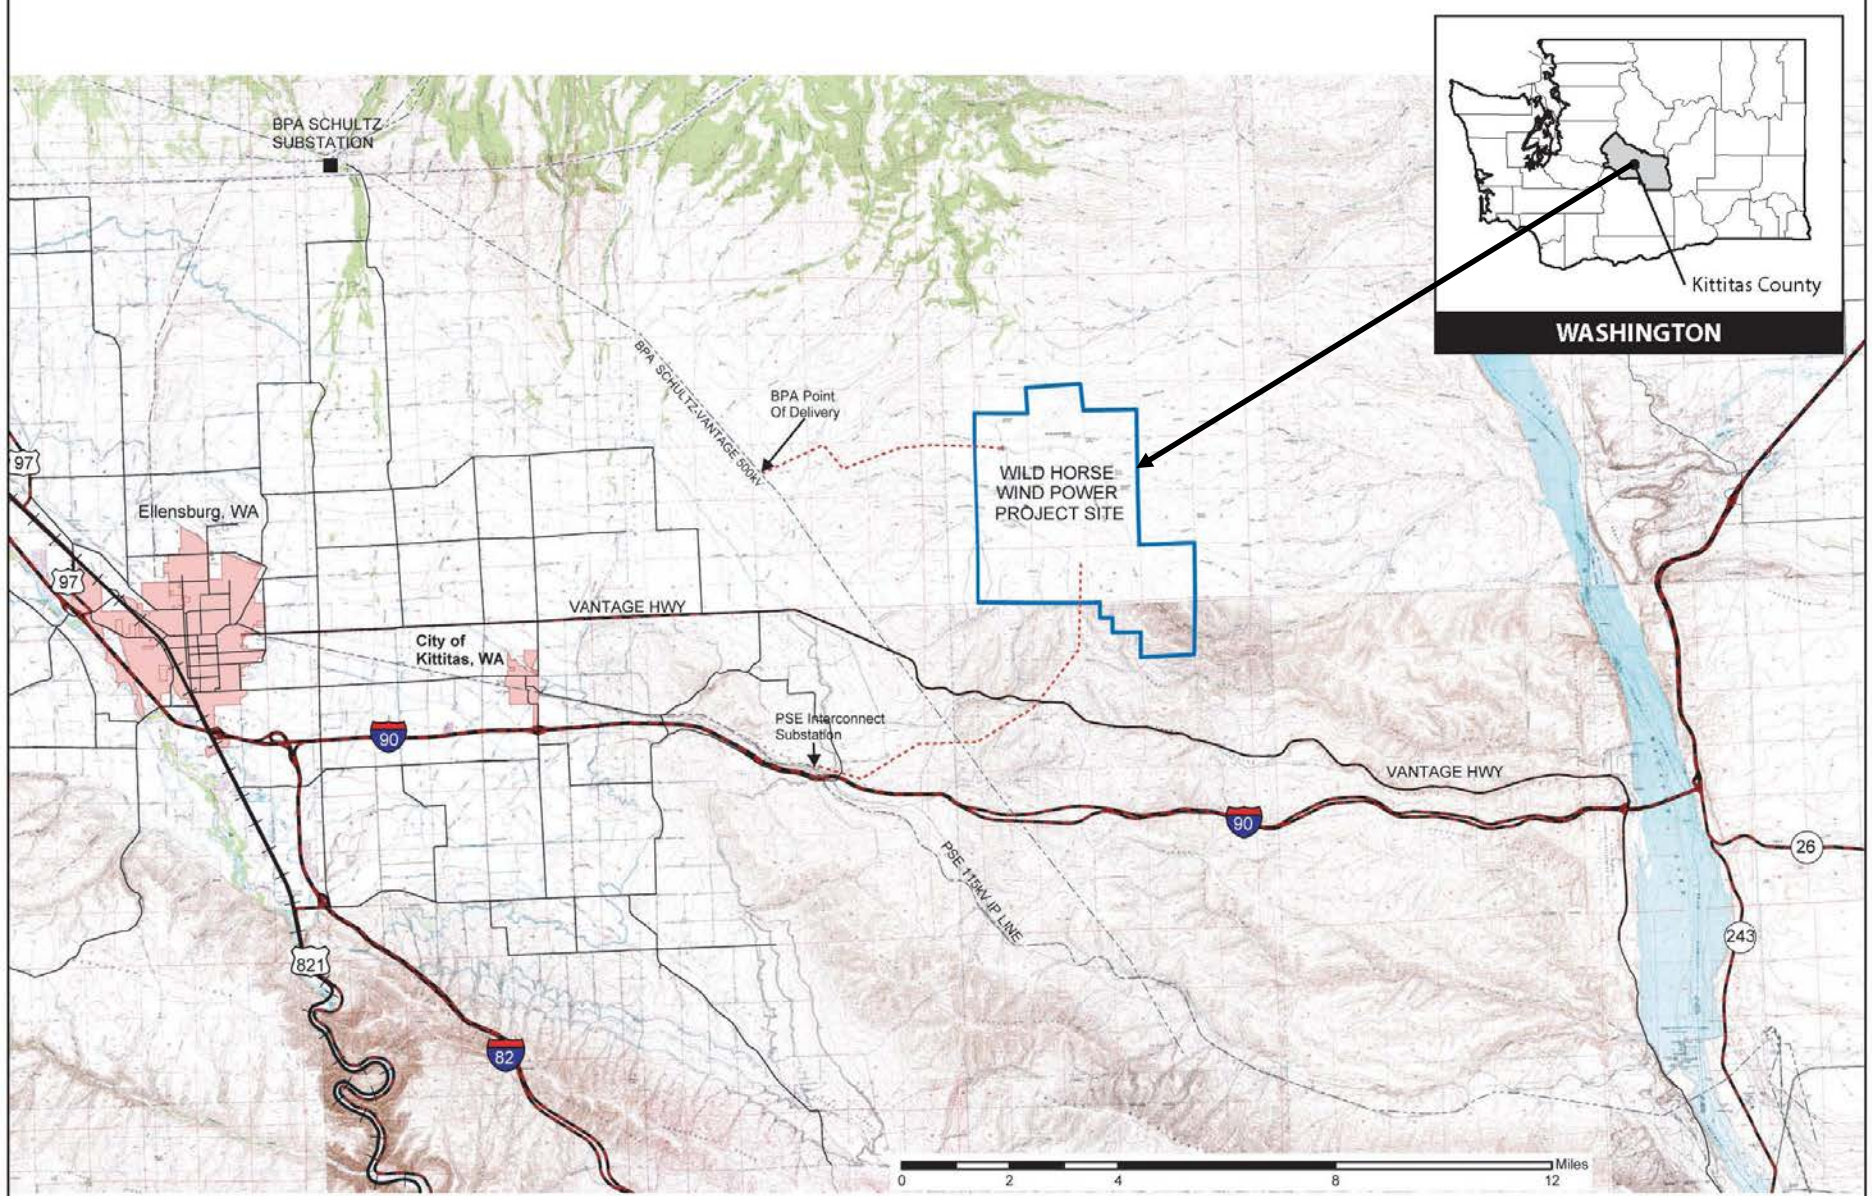 BPA SCHULTZ
SUBSTATION
Kittitas County
WASHINGTON
BPA SCHULTZ-VANTAGE 500kV
BPA Point
Of Delivery
WILD HORSE
WIND POWER
PROJECT SITE
97
Ellensburg, WA
97
VANTAGE HWY
City of
Kittitas, WA
PSE Interconnect
Substation
90
VANTAGE HWY
90
26
PSE 115kV IP LINE
243
821
82
Miles
0 2 4 8 12